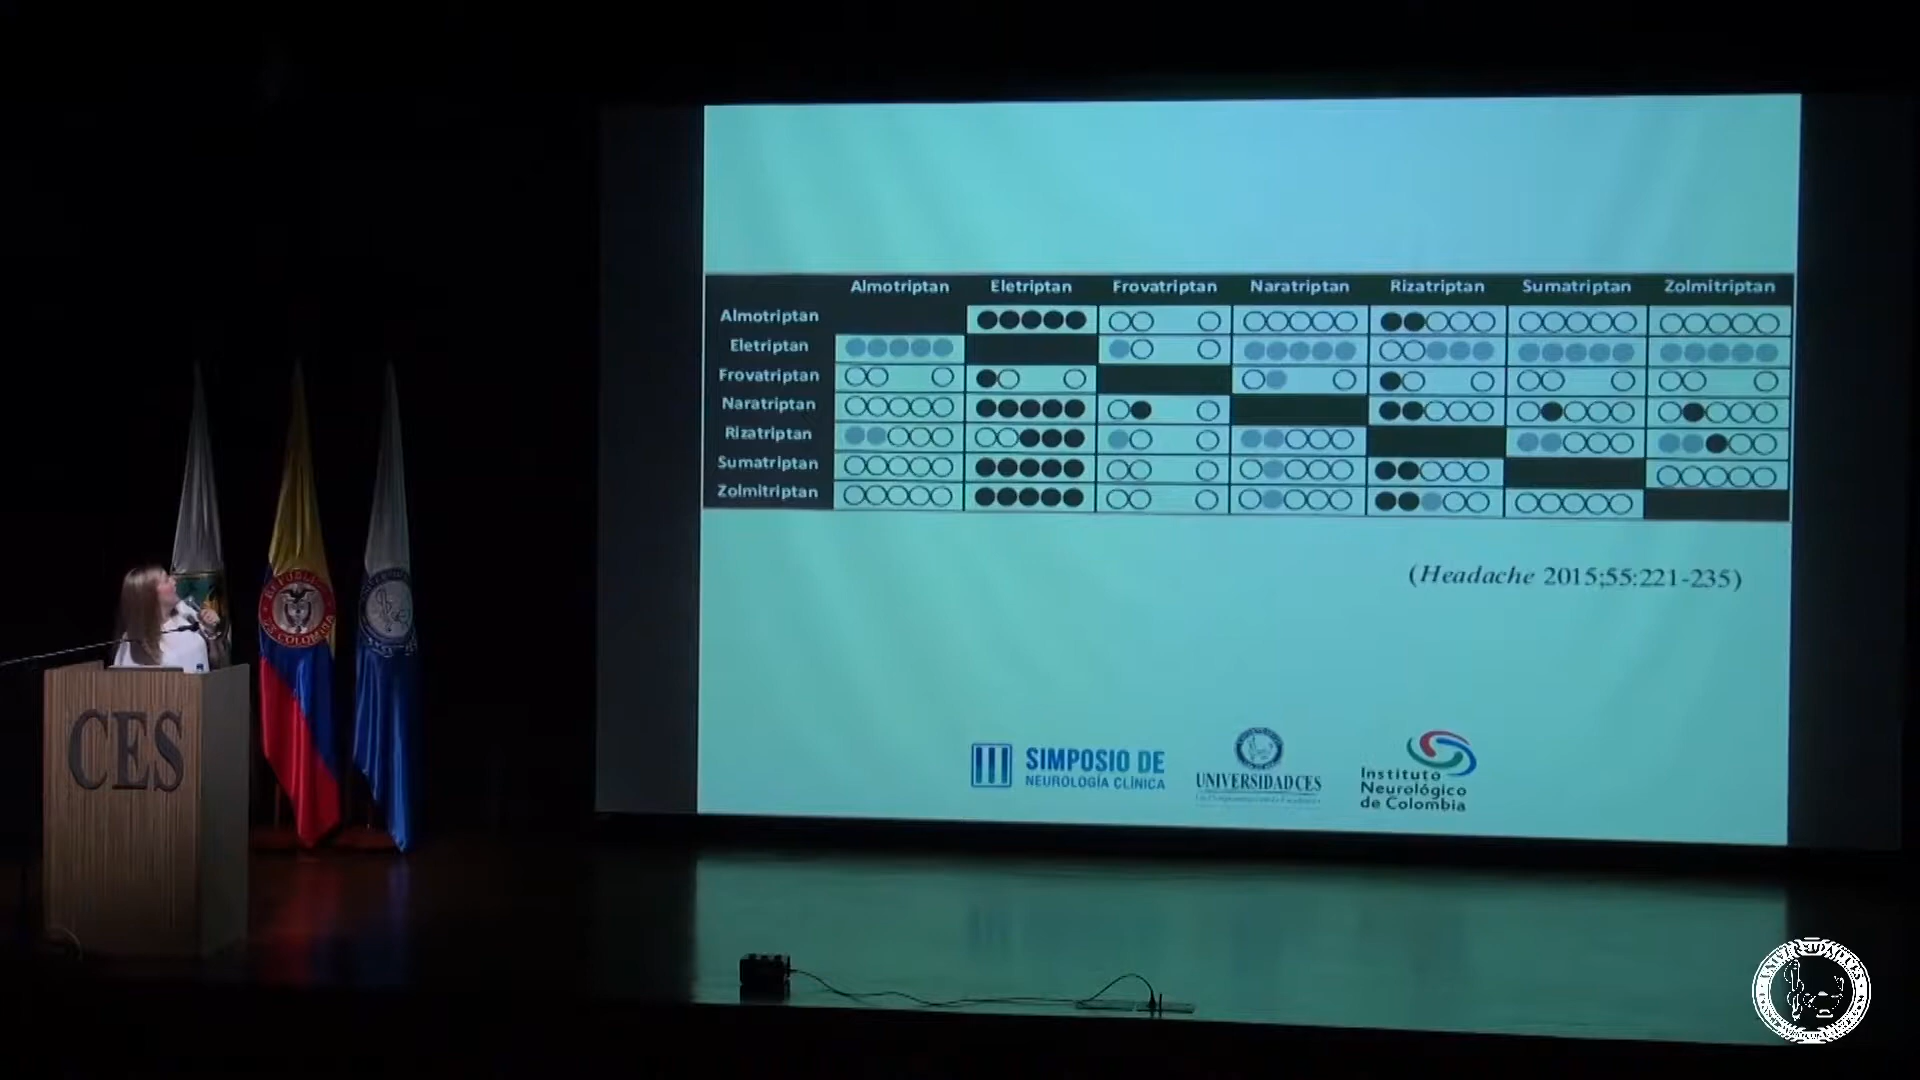 Almotriptan Eletriptan Frovatriptan Naratriptan Rizatriptan Sumatriptan Zolmitriptan
Almotriptan
Eletriptan
Frovatriptan
Naratriptan
Rizatriptan
Sumatriptan
Zolmitriptan
(Headache 2015;55:221-235)
SIMPOSIO DE
NEUROLOGÍA CLÍNICA
UNIVERSIDAD CES
Instituto
Neurológico
de Colombia
CES